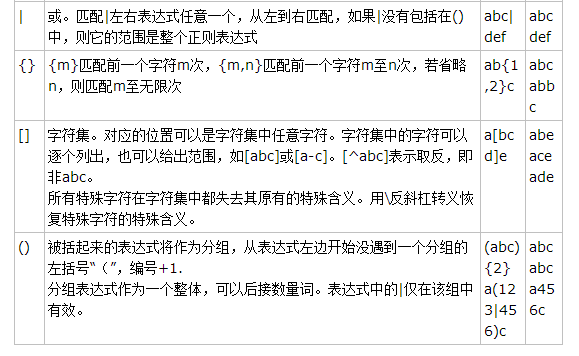 |
或。匹配|左右表达式任意一个，从左到右匹配，如果|没有包括在()
中，则它的范围是整个正则表达式
abc|
def
abc
def
{}
{m}匹配前一个字符m次，{m,n}匹配前一个字符m至n次，若省略
n，则匹配m至无限次
ab{1
,2}c
abc
abb
c
[]
字符集。对应的位置可以是字符集中任意字符。字符集中的字符可以
逐个列出，也可以给出范围，如[abc]或[a-c]。[^abc]表示取反，即
非abc。
所有特殊字符在字符集中都失去其原有的特殊含义。用\反斜杠转义恢
复特殊字符的特殊含义。
a[bc
d]e
abe
ace
ade
()
被括起来的表达式将作为分组，从表达式左边开始没遇到一个分组的
左括号“（”，编号+1.
分组表达式作为一个整体，可以后接数量词。表达式中的|仅在该组中
有效。
(abc)
{2}
a(12
3|45
6)c
abc
abc
a45
6c